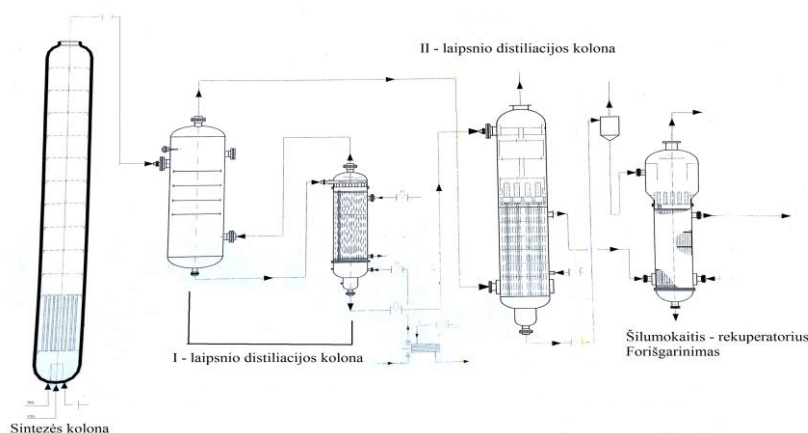 II - laipsnio distiliacijos kolona
I - laipsnio distiliacijos kolona
Šilumokaitis - rekuperatorius
Forišgarinimas
Sintezės kolona